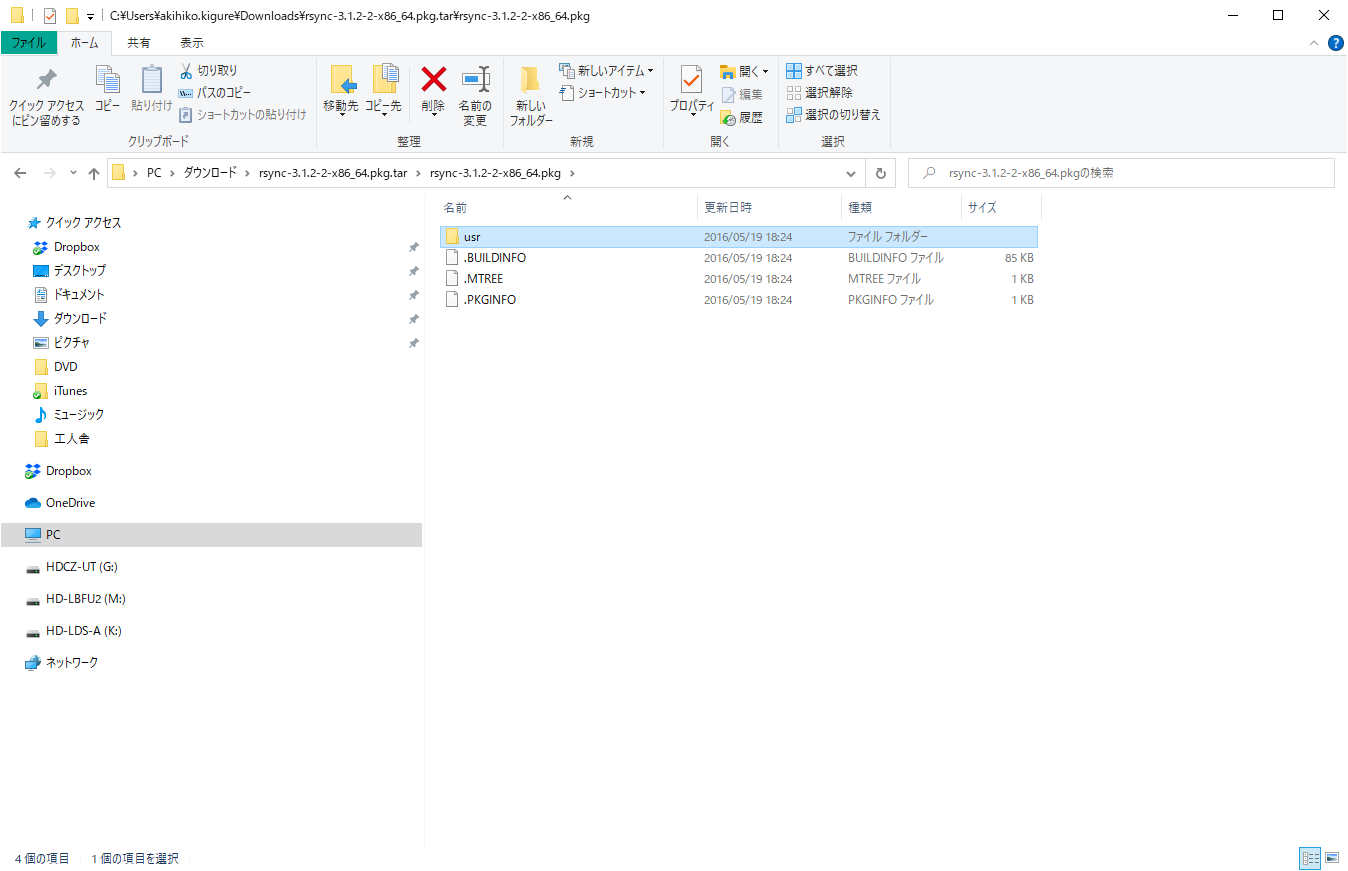 C:¥Users¥akihiko.kigure¥Downloads¥rsync-3.1.2-2-x86_64.pkg.tar¥rsync-3.1.2-2-x86_64.pkg
ファイル ホーム 共有 表示
クイック アクセス
にピン留めする
コピー
貼り付け
切り取り
パスのコピー
ショートカットの貼り付け
クリップボード
移動先
コピー先
削除
名前の
変更
整理
新しい
フォルダー
新しいアイテム
ショートカット
新規
プロパティ
開く
編集
履歴
開く
すべて選択
選択解除
選択の切り替え
選択
PC ダウンロード rsync-3.1.2-2-x86_64.pkg.tar rsync-3.1.2-2-x86_64.pkg
rsync-3.1.2-2-x86_64.pkgの検索
クイック アクセス
Dropbox
デスクトップ
ドキュメント
ダウンロード
ピクチャ
DVD
iTunes
ミュージック
工人舎
Dropbox
OneDrive
PC
HDCZ-UT (G:)
HD-LBFU2 (M:)
HD-LDS-A (K:)
ネットワーク
名前 更新日時 種類 サイズ
usr 2016/05/19 18:24 ファイル フォルダー
.BUILDINFO 2016/05/19 18:24 BUILDINFO ファイル 85 KB
.MTREE 2016/05/19 18:24 MTREE ファイル 1 KB
.PKGINFO 2016/05/19 18:24 PKGINFO ファイル 1 KB
4 個の項目 1 個の項目を選択